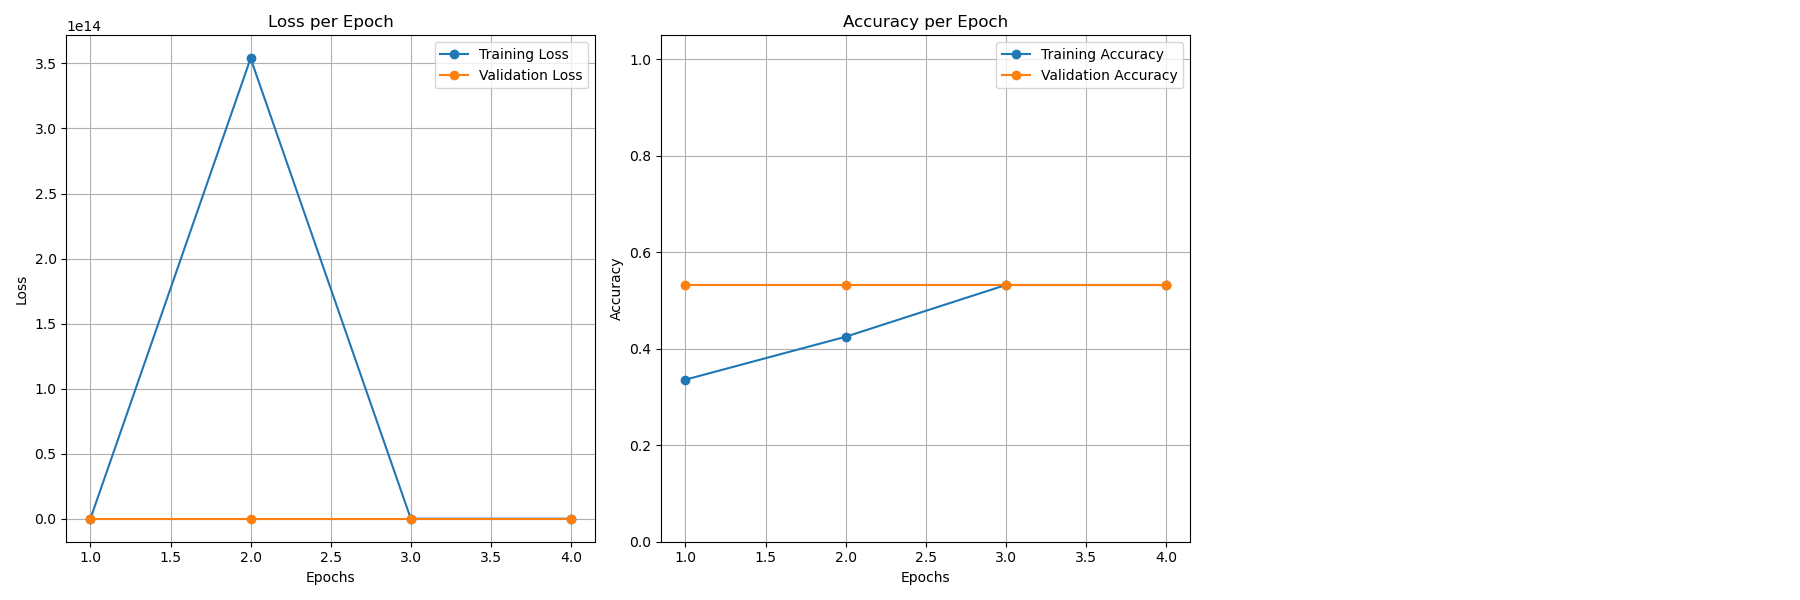 Loss per Epoch
1e14
Training Loss
Validation Loss
3.5
3.0
2.5
2.0
1.5
1.0
0.5
0.0
Loss
1.0 1.5 2.0 2.5 3.0 3.5 4.0
Epochs
Accuracy per Epoch
Training Accuracy
Validation Accuracy
1.0
0.8
0.6
0.4
0.2
0.0
Accuracy
1.0 1.5 2.0 2.5 3.0 3.5 4.0
Epochs